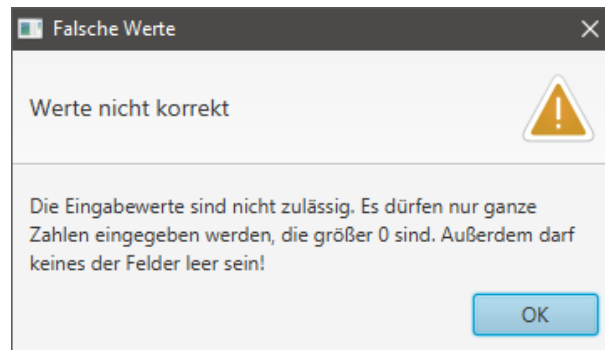 Falsche Werte
Werte nicht korrekt
Die Eingabewerte sind nicht zulässig. Es dürfen nur ganze
Zahlen eingegeben werden, die größer 0 sind. Außerdem darf
keines der Felder leer sein!
OK